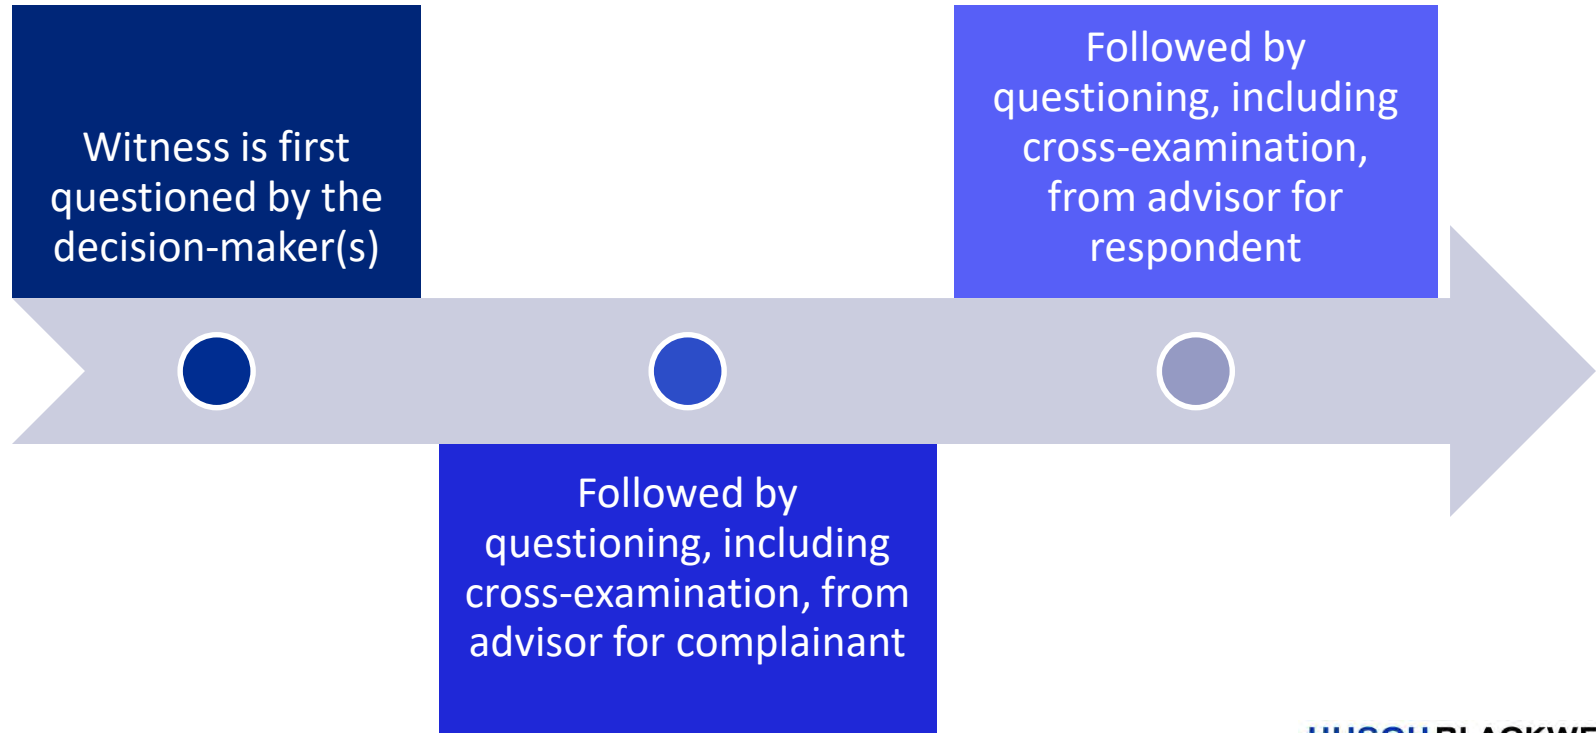 Witness is first
questioned by the
decision-maker(s)
Followed by
questioning, including
cross-examination, from
advisor for complainant
Followed by
questioning, including
cross-examination,
from advisor for
respondent